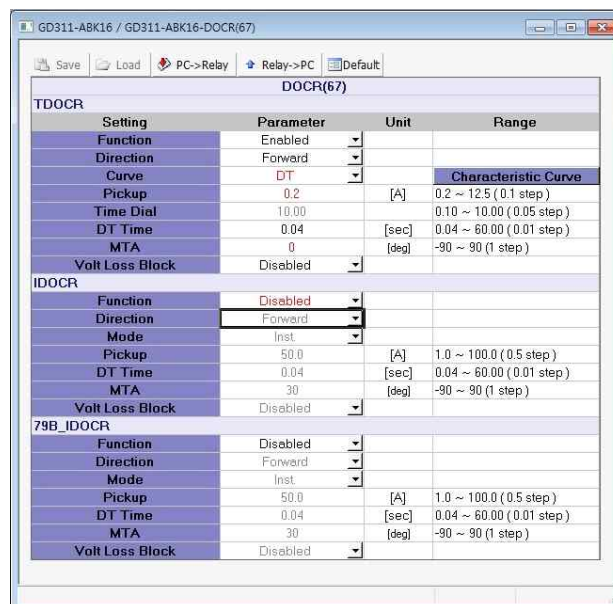 GD311-ABK16 / GD311-ABK16-DOCR(67)
Save Load PC->Relay Relay->PC Default
DOCR(67)
TDOCR
Setting Parameter Unit Range
Function Enabled
Direction Forward
Curve DT Characteristic Curve
Pickup 0.2 [A] 0.2 ~ 12.5 ( 0.1 step )
Time Dial 10.00 0.10 ~ 10.00 ( 0.05 step )
DT Time 0.04 [sec] 0.04 ~ 60.00 ( 0.01 step )
MTA 0 [deg] -90 ~ 90 (1 step )
Volt Loss Block Disabled
IDOCR
Function Disabled
Direction Forward
Mode Inst.
Pickup 50.0 [A] 1.0 ~ 100.0 ( 0.5 step )
DT Time 0.04 [sec] 0.04 ~ 60.00 ( 0.01 step )
MTA 30 [deg] -90 ~ 90 (1 step )
Volt Loss Block Disabled
79B_IDOCR
Function Disabled
Direction Forward
Mode Inst.
Pickup 50.0 [A] 1.0 ~ 100.0 ( 0.5 step )
DT Time 0.04 [sec] 0.04 ~ 60.00 ( 0.01 step )
MTA 30 [deg] -90 ~ 90 (1 step )
Volt Loss Block Disabled